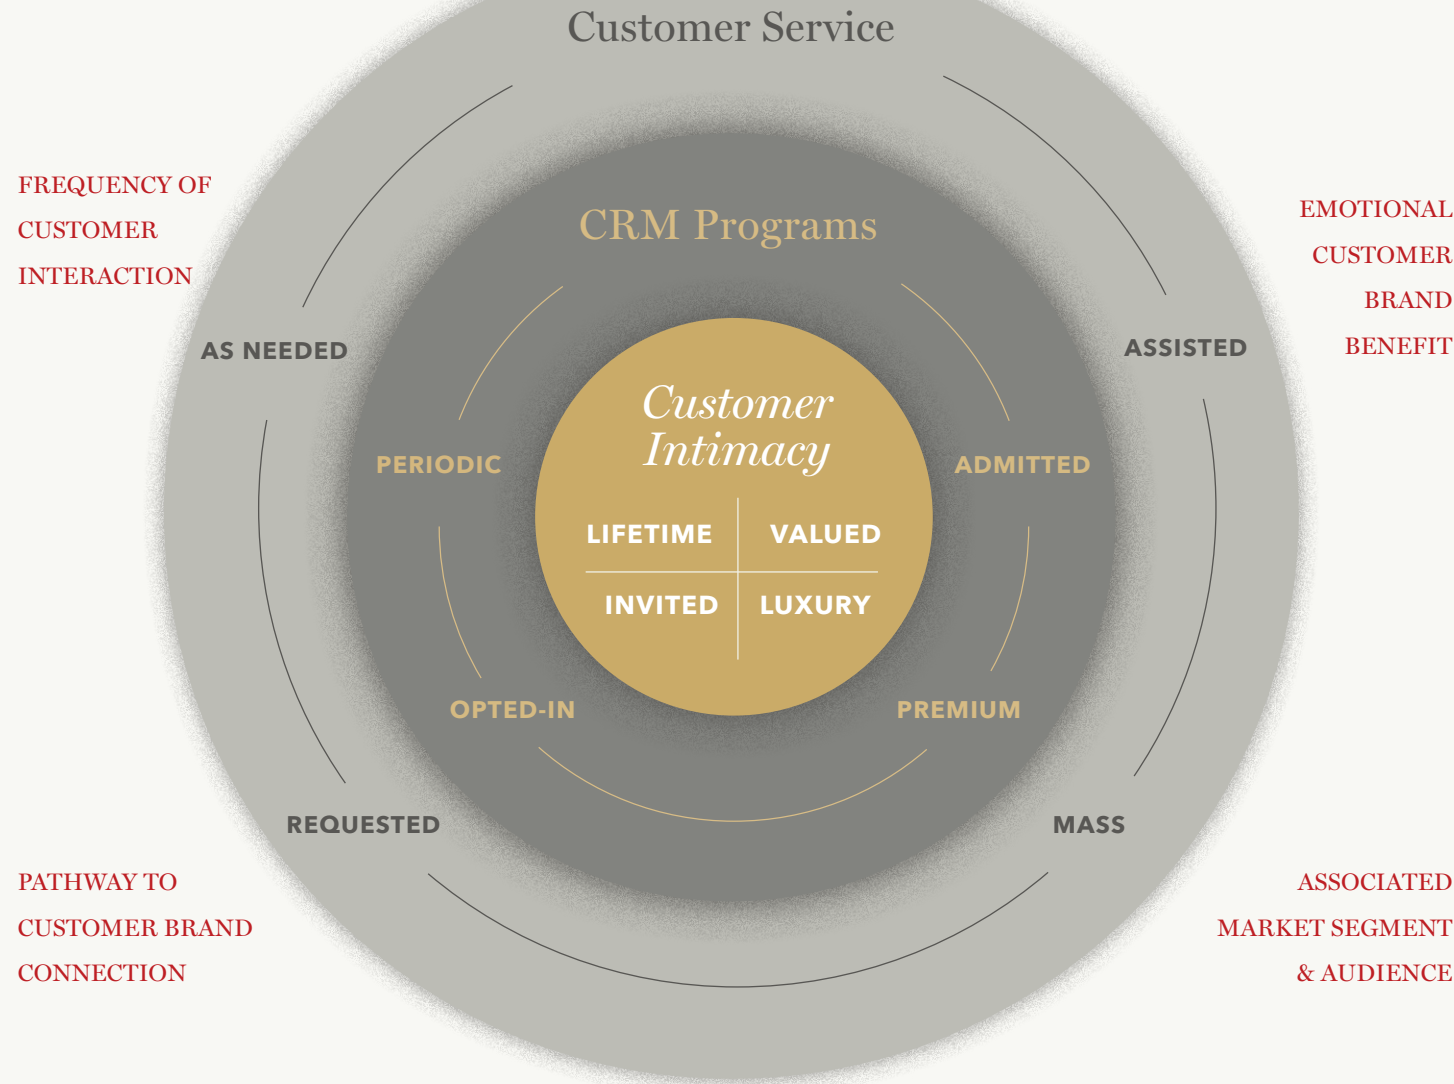 Customer Service
FREQUENCY OF
CUSTOMER
INTERACTION
EMOTIONAL
CUSTOMER
BRAND
BENEFIT
CRM Programs
AS NEEDED
ASSISTED
Customer
Intimacy
PERIODIC
ADMITTED
LIFETIME
VALUED
INVITED
LUXURY
OPTED-IN
PREMIUM
REQUESTED
MASS
PATHWAY TO
CUSTOMER BRAND
CONNECTION
ASSOCIATED
MARKET SEGMENT
& AUDIENCE